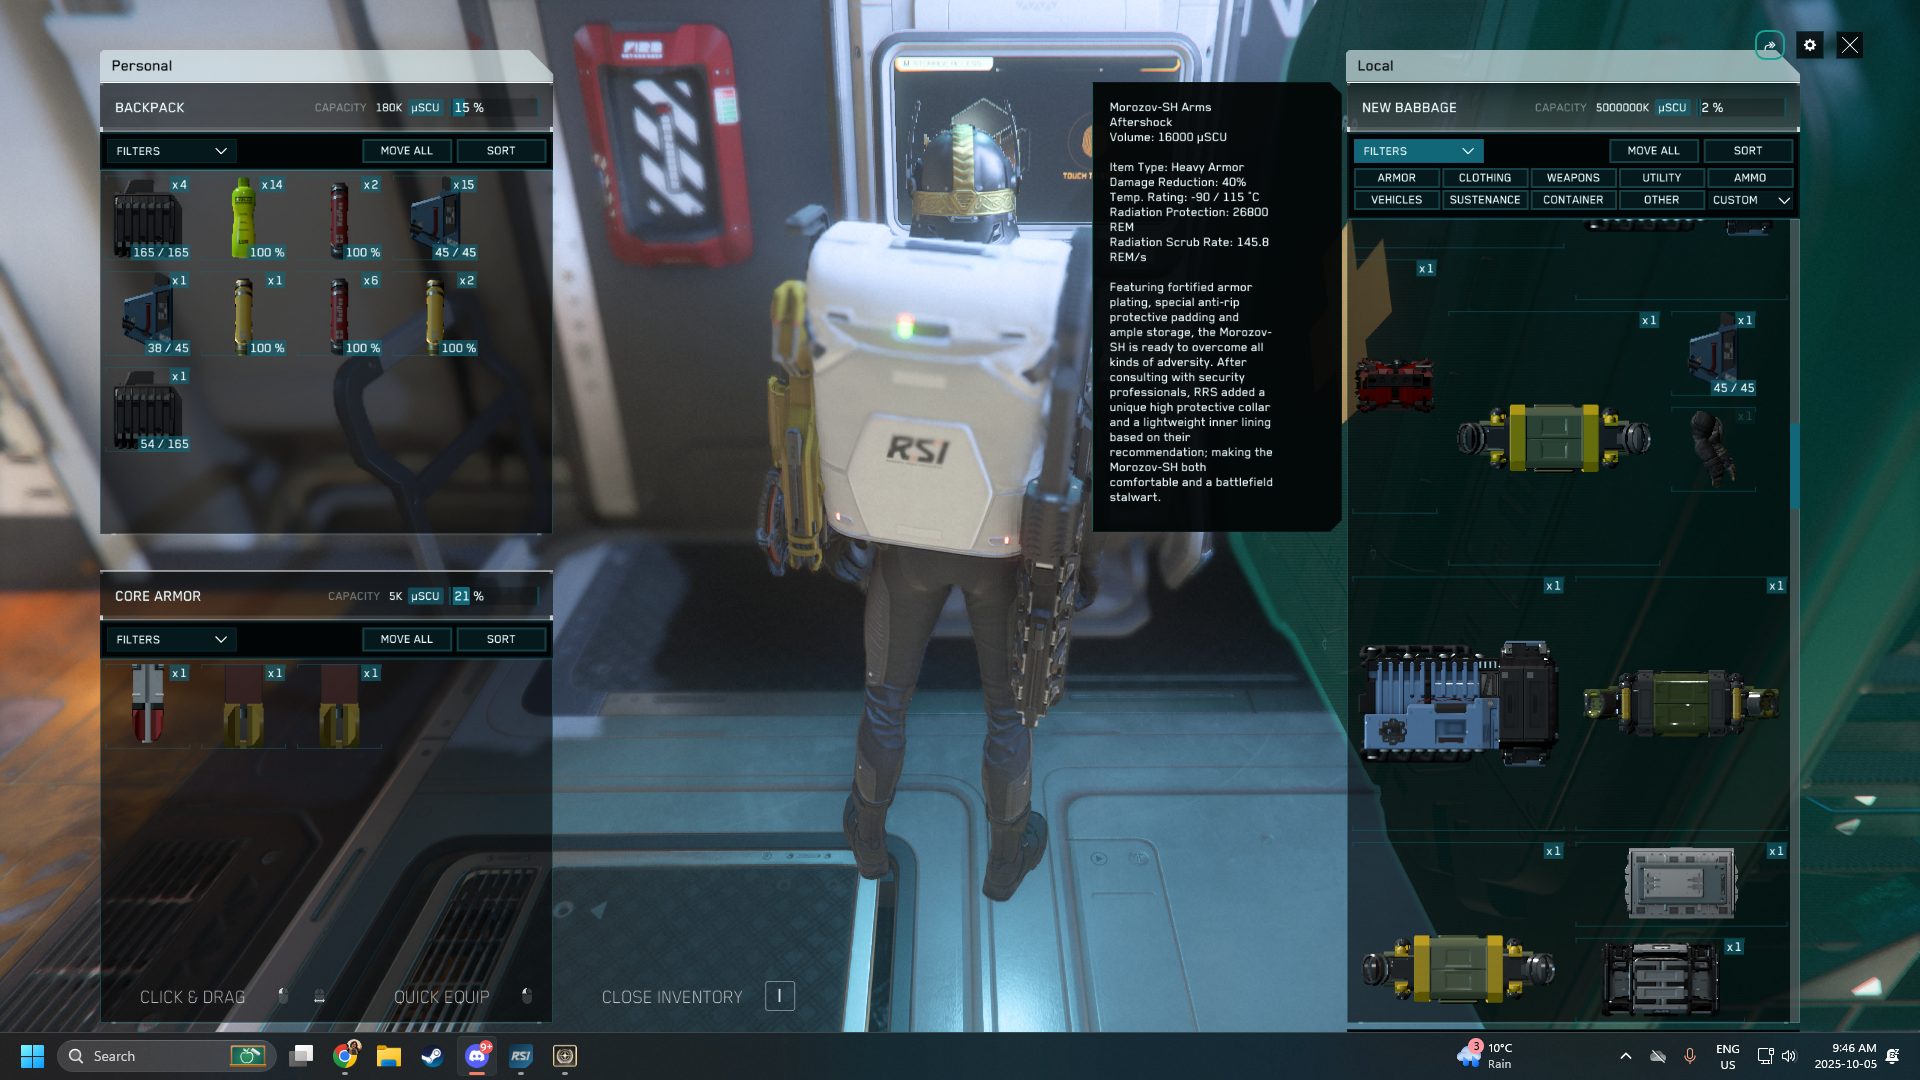 Personal
BACKPACK CAPACITY 180K µSCU 15 %
FILTERS MOVE ALL SORT
x4 x14 x2 x15
165 / 165 100 % 100 % 45 / 45
x1 x1 x6 x2
38 / 45 100 % 100 % 100 %
x1
54 / 165
CORE ARMOR CAPACITY 5K µSCU 21 %
FILTERS MOVE ALL SORT
x1 x1 x1
CLICK & DRAG QUICK EQUIP CLOSE INVENTORY I
FIRE
RSI
Morozov-SH Arms
Aftershock
Volume: 16000 µSCU
Item Type: Heavy Armor
Damage Reduction: 40%
Temp. Rating: -90 / 115 °C
Radiation Protection: 26800
REM
Radiation Scrub Rate: 145.8
REM/s
Featuring fortified armor
plating, special anti-rip
protective padding and
ample storage, the Morozov-
SH is ready to overcome all
kinds of adversity. After
consulting with security
professionals, RRS added a
unique high protective collar
and a lightweight inner lining
based on their
recommendation; making the
Morozov-SH both
comfortable and a battlefield
stalwart.
Local
NEW BABBAGE CAPACITY 5000000K µSCU 2 %
FILTERS MOVE ALL SORT
ARMOR CLOTHING WEAPONS UTILITY AMMO
VEHICLES SUSTENANCE CONTAINER OTHER CUSTOM
x1
x1 x1
45 / 45
x1
x1 x1
x1 x1
x1
Search
9+
RSI
3
10°C
Rain
ENG
US
9:46 AM
2025-10-05